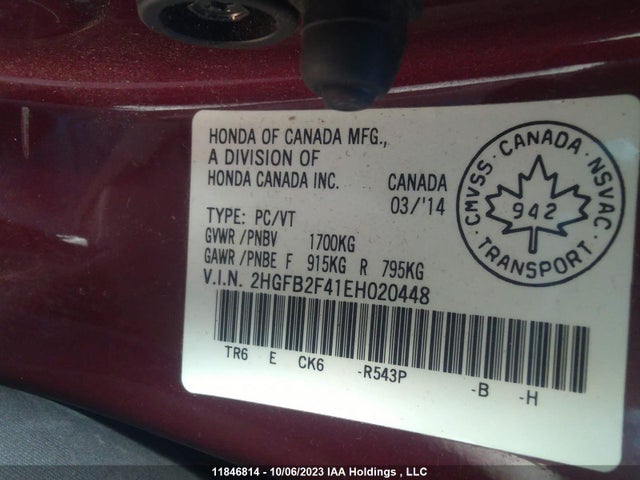 HONDA OF CANADA MFG.,
A DIVISION OF
HONDA CANADA INC. CANADA
03/'14
TYPE: PC/VT
GVWR/PNBV 1700KG
GAWR/PNBE F 915KG R 795KG
V.I.N. 2HGFB2F41EH020448
TR6 E CK6 -R543P -B -H
CMVSS · CANADA · NSVAC
942
· TRANSPORT ·
11846814 - 10/06/2023 IAA Holdings , LLC